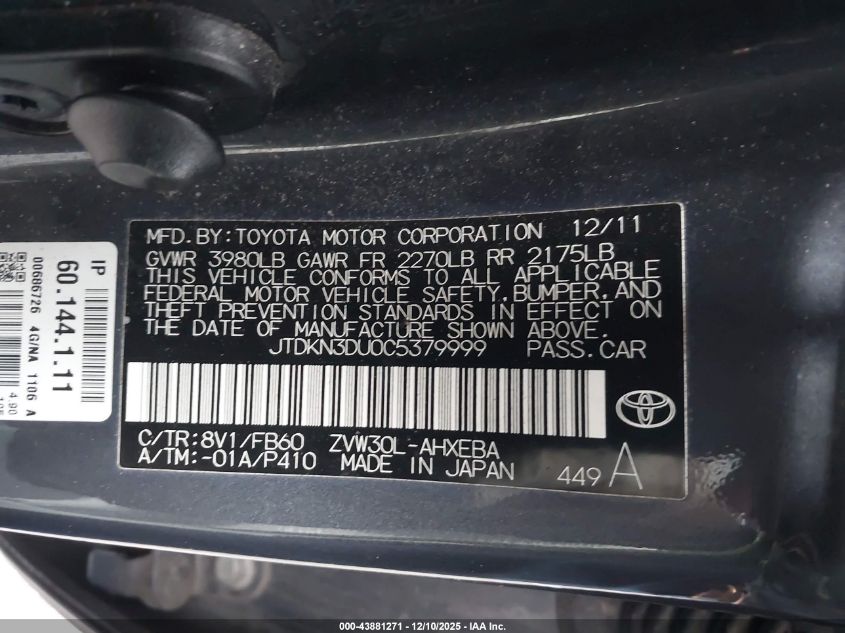 MFD.BY:TOYOTA MOTOR CORPORATION 12/11
GVWR 3980LB GAWR FR 2270LB RR 2175LB
THIS VEHICLE CONFORMS TO ALL APPLICABLE
FEDERAL MOTOR VEHICLE SAFETY, BUMPER, AND
THEFT PREVENTION STANDARDS IN EFFECT ON
THE DATE OF MANUFACTURE SHOWN ABOVE.
JTDKN3DU0C5379999 PASS.CAR
C/TR:8V1/FB60 ZVW30L-AHXEBA
A/TM:-01A/P410 MADE IN JAPAN
449 A
IP
60.144.1.11
00686726 4G/NA 1106 A
4.90
000-43881271 - 12/10/2025 - IAA Inc.